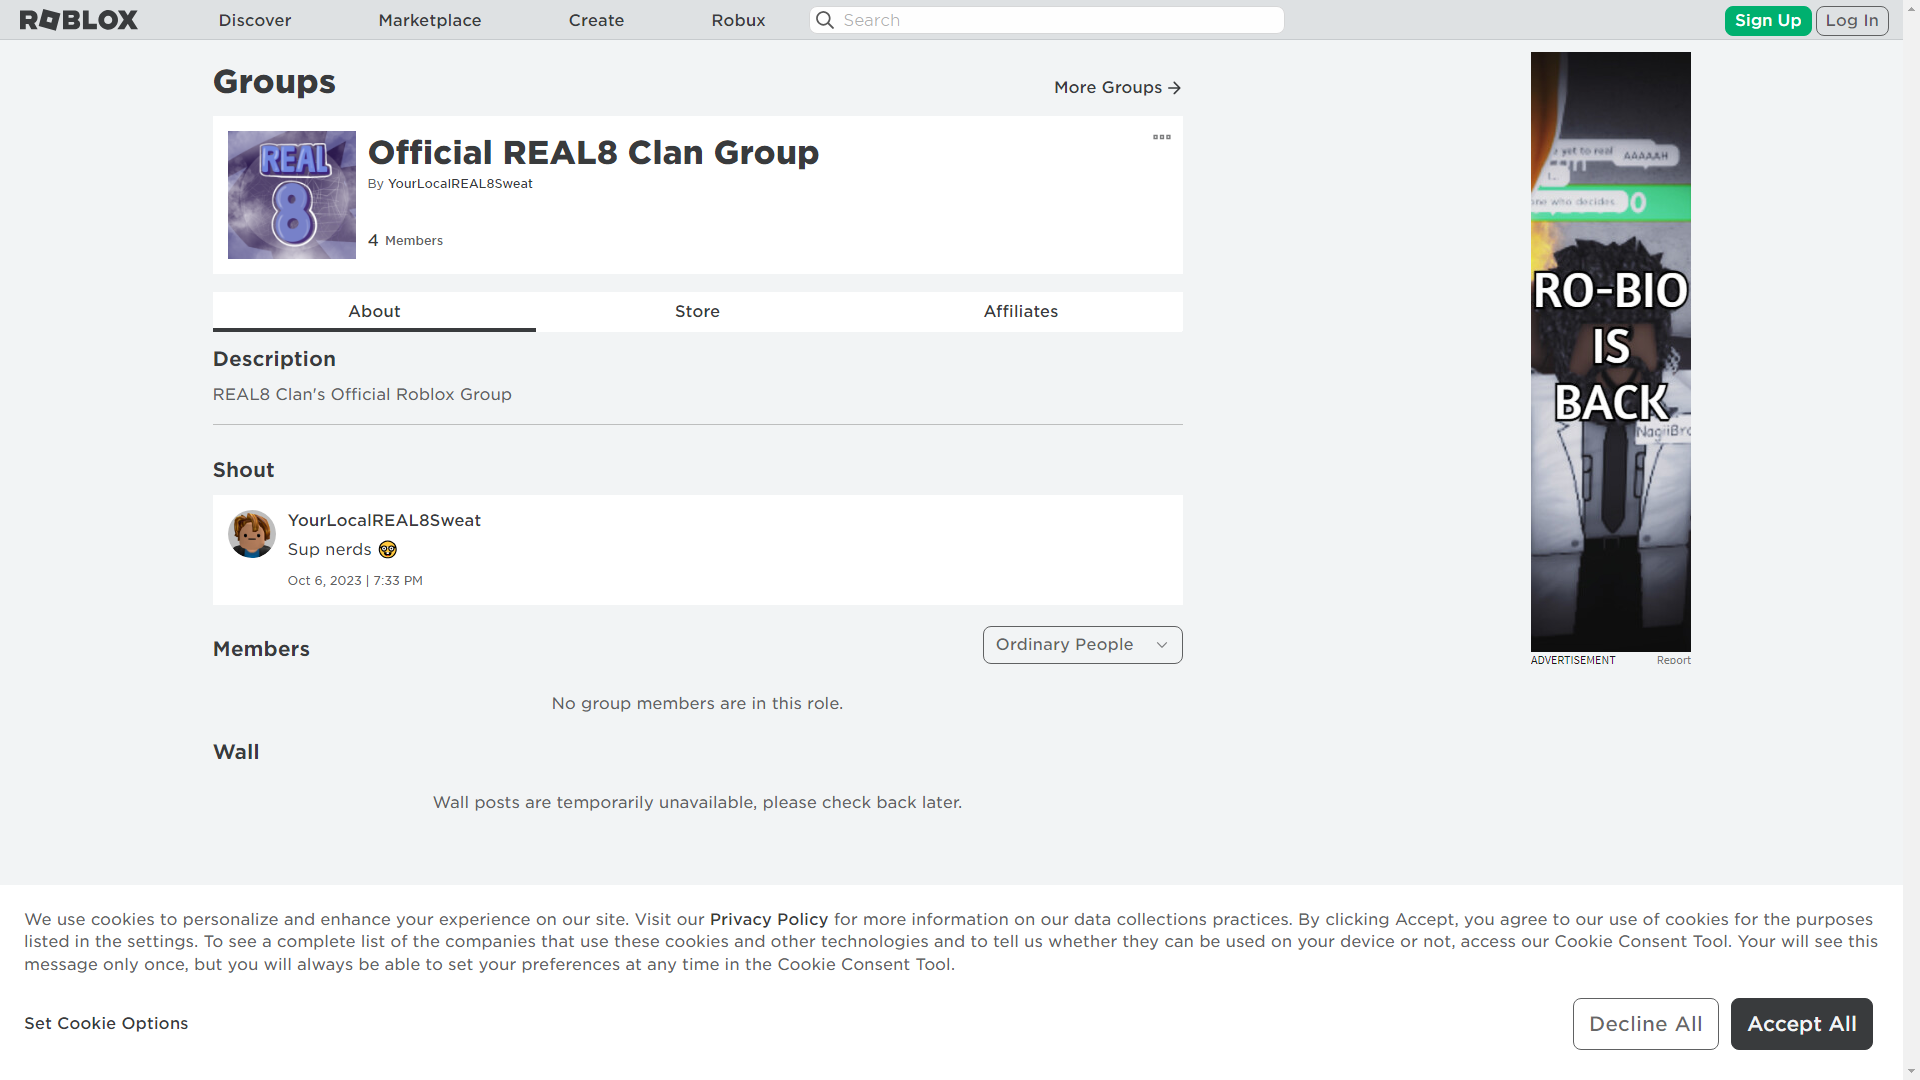 ROBLOX
Discover
Marketplace
Create
Robux
Search
Sign Up
Log In
Groups
More Groups
REAL
8
Official REAL8 Clan Group
By YourLocalREAL8Sweat
4 Members
About
Store
Affiliates
Description
REAL8 Clan's Official Roblox Group
Shout
YourLocalREAL8Sweat
Sup nerds 🤓
Oct 6, 2023 | 7:33 PM
Members
Ordinary People
No group members are in this role.
Wall
Wall posts are temporarily unavailable, please check back later.
yet to real
AAAAAH
one who decides.
RO-BIO
IS
BACK
NagiiBro
ADVERTISEMENT
Report
We use cookies to personalize and enhance your experience on our site. Visit our Privacy Policy for more information on our data collections practices. By clicking Accept, you agree to our use of cookies for the purposes
listed in the settings. To see a complete list of the companies that use these cookies and other technologies and to tell us whether they can be used on your device or not, access our Cookie Consent Tool. Your will see this
message only once, but you will always be able to set your preferences at any time in the Cookie Consent Tool.
Set Cookie Options
Decline All
Accept All